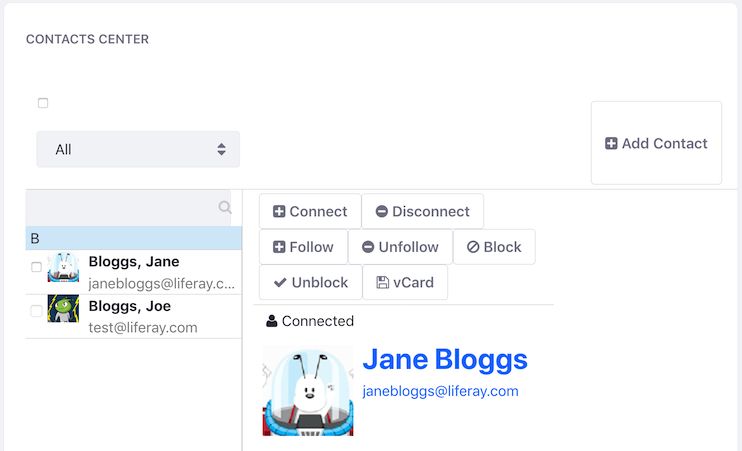 CONTACTS CENTER
All
Add Contact
B
Bloggs, Jane
janebloggs@liferay.c...
Bloggs, Joe
test@liferay.com
Connect Disconnect
Follow Unfollow Block
Unblock vCard
Connected
Jane Bloggs
janebloggs@liferay.com